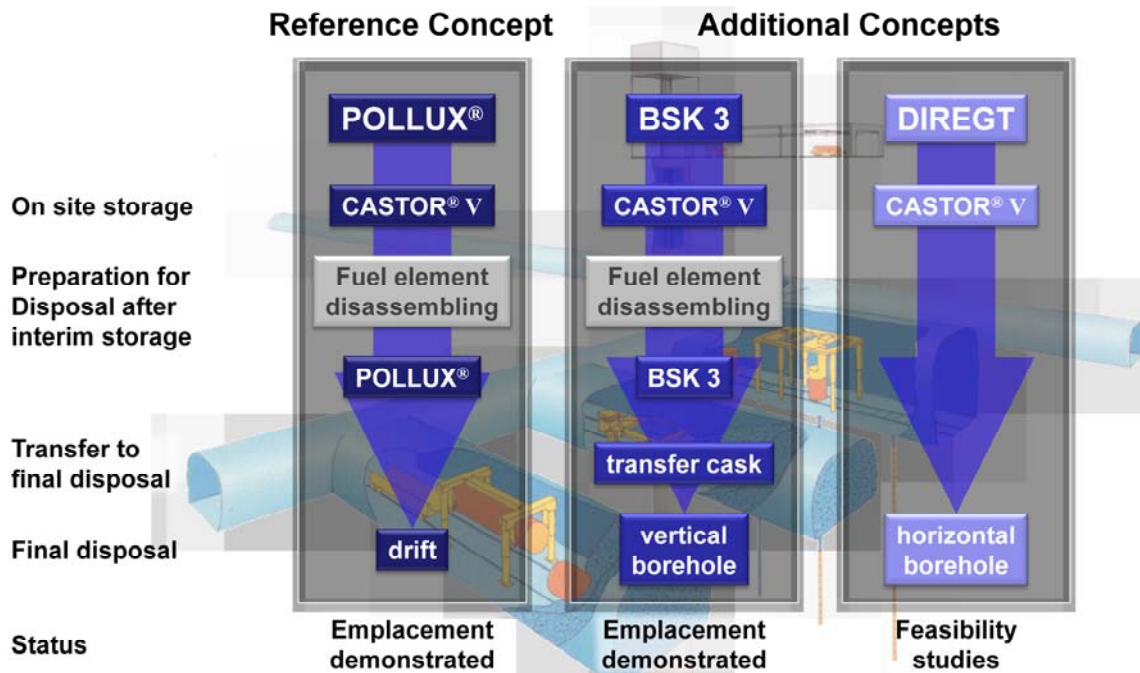 Reference Concept
Additional Concepts
POLLUX®
BSK 3
DIREGT
On site storage
CASTOR® V
CASTOR® V
CASTOR® V
Preparation for
Disposal after
interim storage
Fuel element
disassembling
Fuel element
disassembling
POLLUX®
BSK 3
Transfer to
final disposal
transfer cask
Final disposal
drift
vertical
borehole
horizontal
borehole
Status
Emplacement
demonstrated
Emplacement
demonstrated
Feasibility
studies